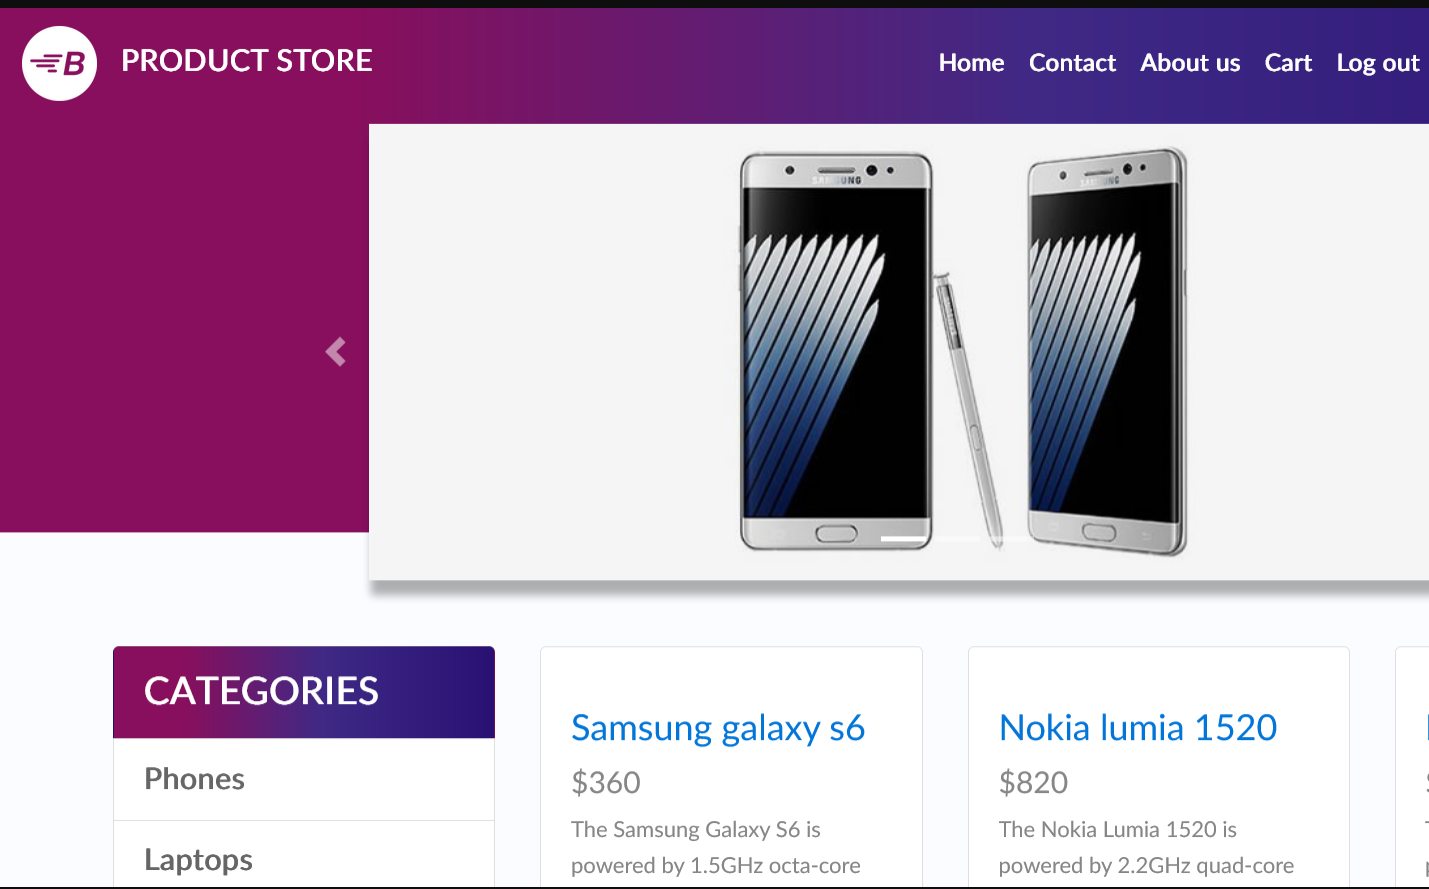 B
PRODUCT STORE
Home Contact About us Cart Log out
SAMSUNG
SAMSUNG
CATEGORIES
Phones
Laptops
Samsung galaxy s6
$360
The Samsung Galaxy S6 is
powered by 1.5GHz octa-core
Nokia lumia 1520
$820
The Nokia Lumia 1520 is
powered by 2.2GHz quad-core